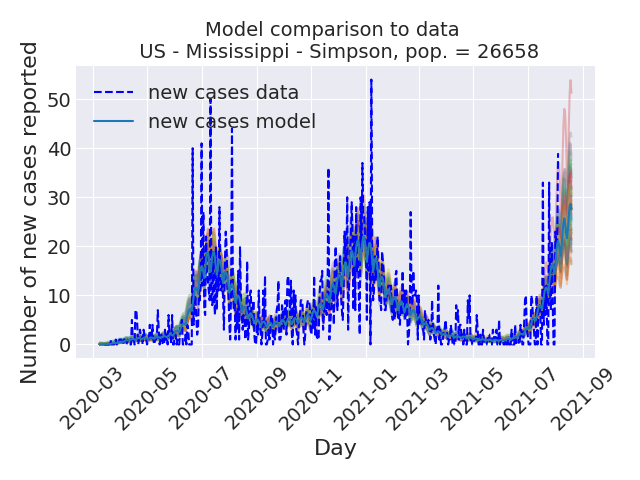 Model comparison to data
US - Mississippi - Simpson, pop. = 26658
Number of new cases reported
50
40
30
20
10
0
new cases data
new cases model
2020-03
2020-05
2020-07
2020-09
2020-11
2021-01
2021-03
2021-05
2021-07
2021-09
Day